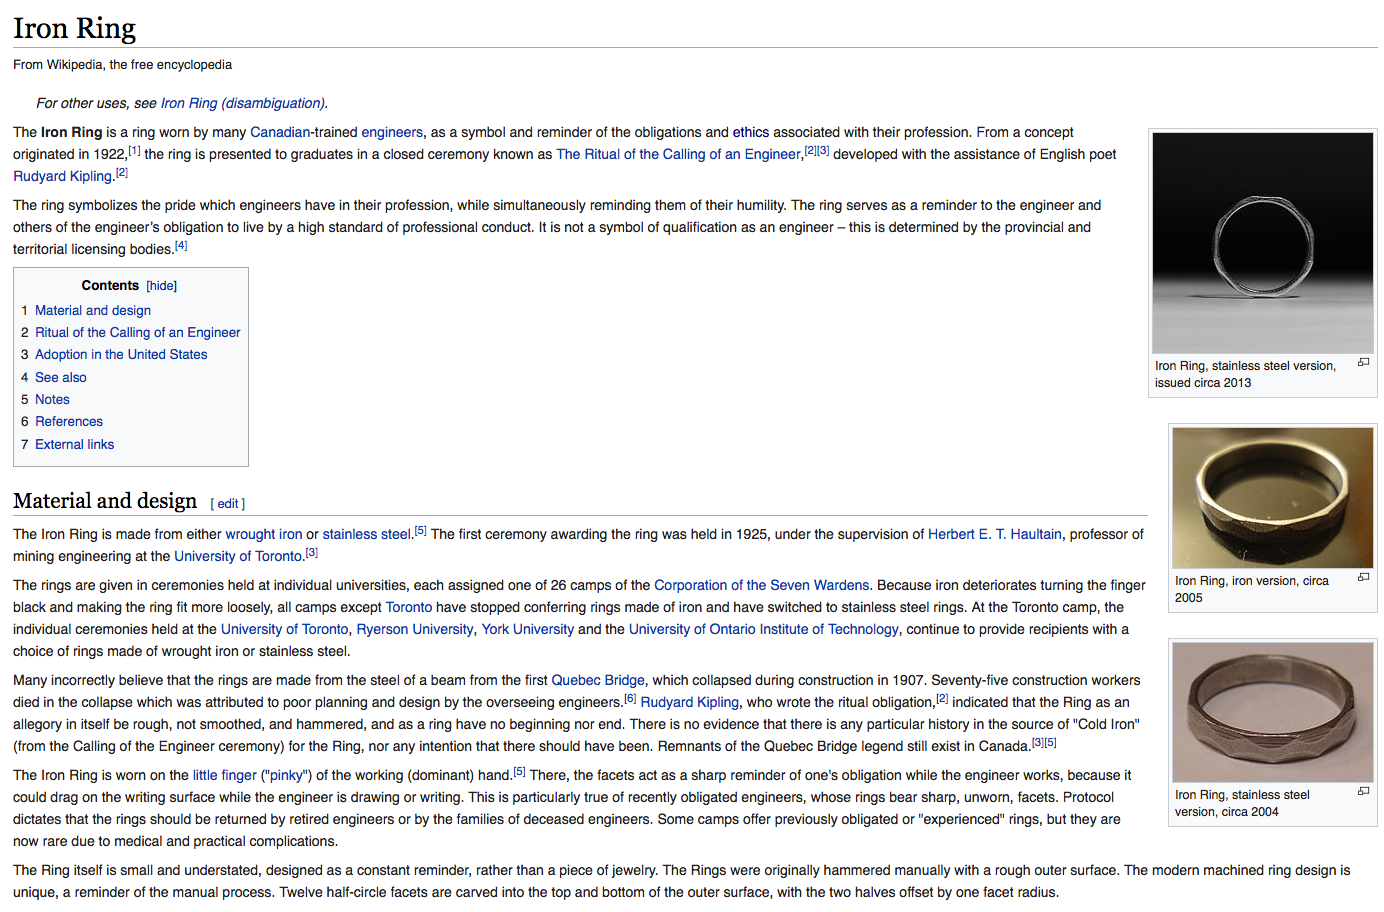 Iron Ring
From Wikipedia, the free encyclopedia
For other uses, see Iron Ring (disambiguation).
The Iron Ring is a ring worn by many Canadian-trained engineers, as a symbol and reminder of the obligations and ethics associated with their profession. From a concept
originated in 1922,[1] the ring is presented to graduates in a closed ceremony known as The Ritual of the Calling of an Engineer,[2][3] developed with the assistance of English poet
Rudyard Kipling.[2]
The ring symbolizes the pride which engineers have in their profession, while simultaneously reminding them of their humility. The ring serves as a reminder to the engineer and
others of the engineer's obligation to live by a high standard of professional conduct. It is not a symbol of qualification as an engineer – this is determined by the provincial and
territorial licensing bodies.[4]
Contents [hide]
1 Material and design
2 Ritual of the Calling of an Engineer
3 Adoption in the United States
4 See also
5 Notes
6 References
7 External links
Iron Ring, stainless steel version,
issued circa 2013
Iron Ring, iron version, circa
2005
Iron Ring, stainless steel
version, circa 2004
Material and design [ edit ]
The Iron Ring is made from either wrought iron or stainless steel.[5] The first ceremony awarding the ring was held in 1925, under the supervision of Herbert E. T. Haultain, professor of
mining engineering at the University of Toronto.[3]
The rings are given in ceremonies held at individual universities, each assigned one of 26 camps of the Corporation of the Seven Wardens. Because iron deteriorates turning the finger
black and making the ring fit more loosely, all camps except Toronto have stopped conferring rings made of iron and have switched to stainless steel rings. At the Toronto camp, the
individual ceremonies held at the University of Toronto, Ryerson University, York University and the University of Ontario Institute of Technology, continue to provide recipients with a
choice of rings made of wrought iron or stainless steel.
Many incorrectly believe that the rings are made from the steel of a beam from the first Quebec Bridge, which collapsed during construction in 1907. Seventy-five construction workers
died in the collapse which was attributed to poor planning and design by the overseeing engineers.[6] Rudyard Kipling, who wrote the ritual obligation,[2] indicated that the Ring as an
allegory in itself be rough, not smoothed, and hammered, and as a ring have no beginning nor end. There is no evidence that there is any particular history in the source of "Cold Iron"
(from the Calling of the Engineer ceremony) for the Ring, nor any intention that there should have been. Remnants of the Quebec Bridge legend still exist in Canada.[3][5]
The Iron Ring is worn on the little finger ("pinky") of the working (dominant) hand.[5] There, the facets act as a sharp reminder of one's obligation while the engineer works, because it
could drag on the writing surface while the engineer is drawing or writing. This is particularly true of recently obligated engineers, whose rings bear sharp, unworn, facets. Protocol
dictates that the rings should be returned by retired engineers or by the families of deceased engineers. Some camps offer previously obligated or "experienced" rings, but they are
now rare due to medical and practical complications.
The Ring itself is small and understated, designed as a constant reminder, rather than a piece of jewelry. The Rings were originally hammered manually with a rough outer surface. The modern machined ring design is
unique, a reminder of the manual process. Twelve half-circle facets are carved into the top and bottom of the outer surface, with the two halves offset by one facet radius.